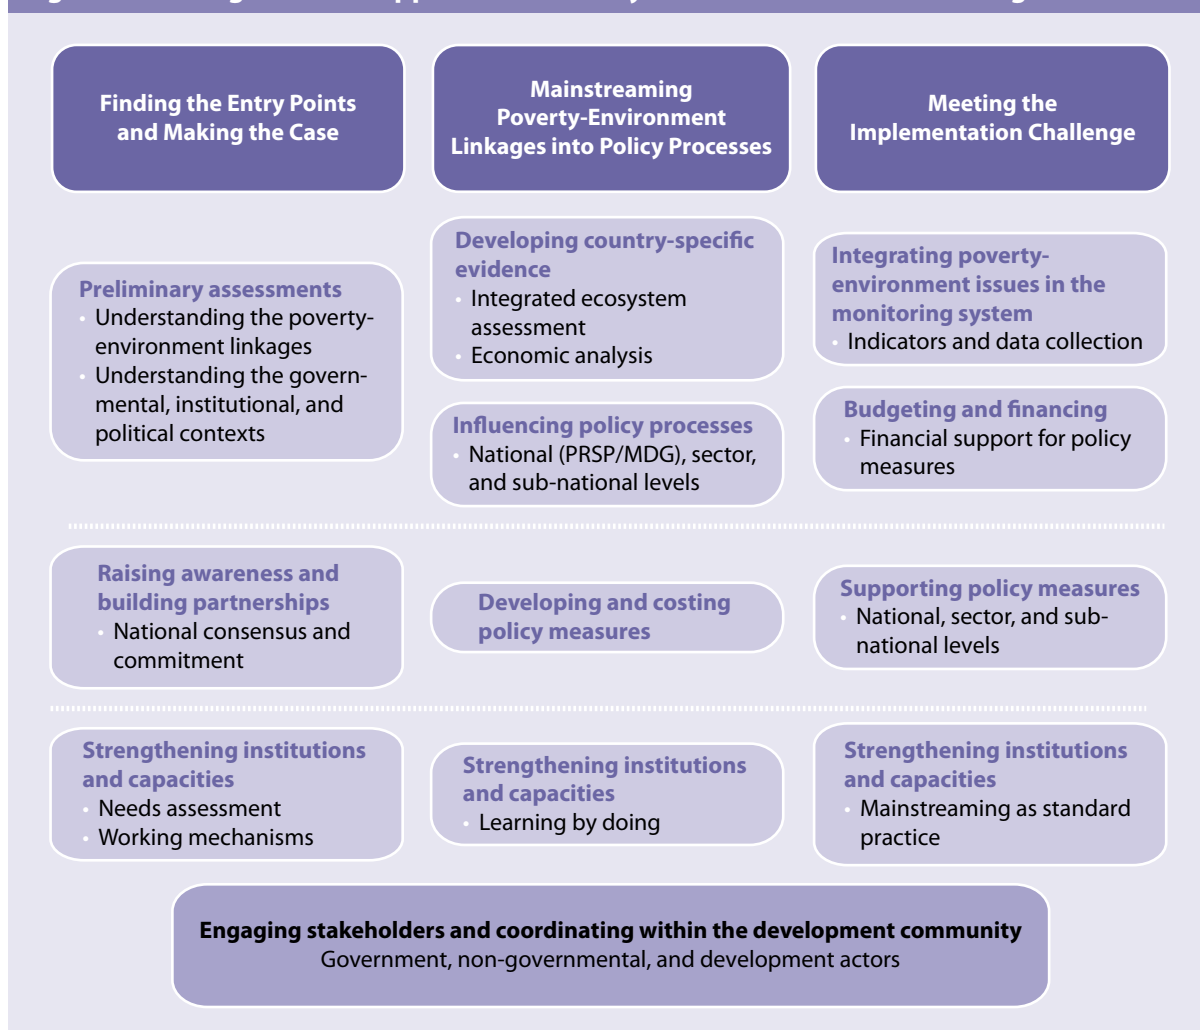 Finding the Entry Points
and Making the Case
Mainstreaming
Poverty-Environment
Linkages into Policy Processes
Meeting the
Implementation Challenge
Preliminary assessments
• Understanding the poverty-
environment linkages
• Understanding the govern-
mental, institutional, and
political contexts
Developing country-specific
evidence
• Integrated ecosystem
assessment
• Economic analysis
Influencing policy processes
• National (PRSP/MDG), sector,
and sub-national levels
Integrating poverty-
environment issues in the
monitoring system
• Indicators and data collection
Budgeting and financing
• Financial support for policy
measures
Raising awareness and
building partnerships
• National consensus and
commitment
Developing and costing
policy measures
Supporting policy measures
• National, sector, and sub-
national levels
Strengthening institutions
and capacities
• Needs assessment
• Working mechanisms
Strengthening institutions
and capacities
• Learning by doing
Strengthening institutions
and capacities
• Mainstreaming as standard
practice
Engaging stakeholders and coordinating within the development community
Government, non-governmental, and development actors